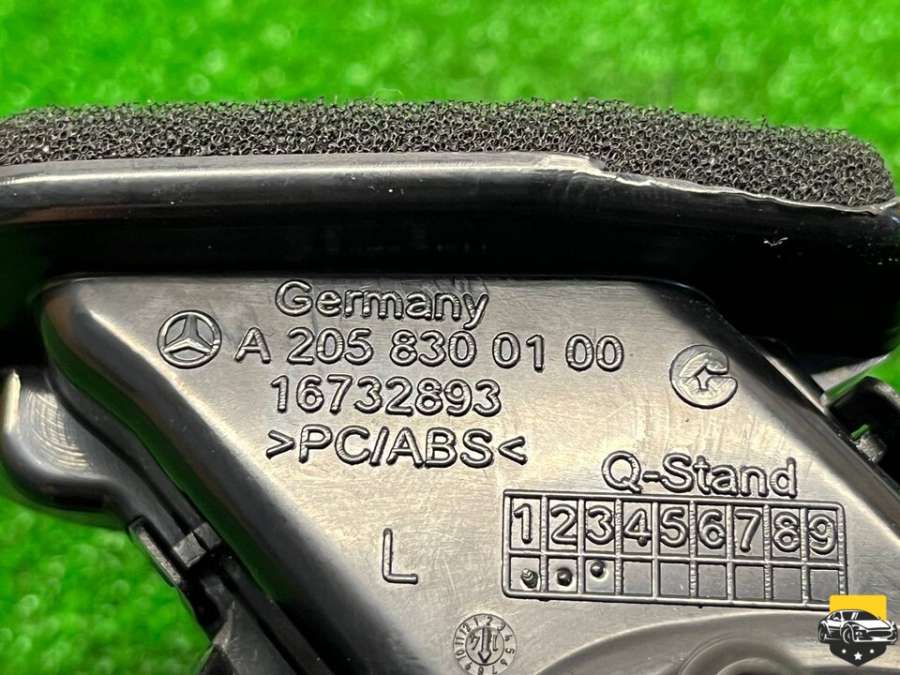 Germany
A 205 830 01 00
16732893
>PC/ABS<
Q-Stand
1 2 3 4 5 6 7 8 9
L